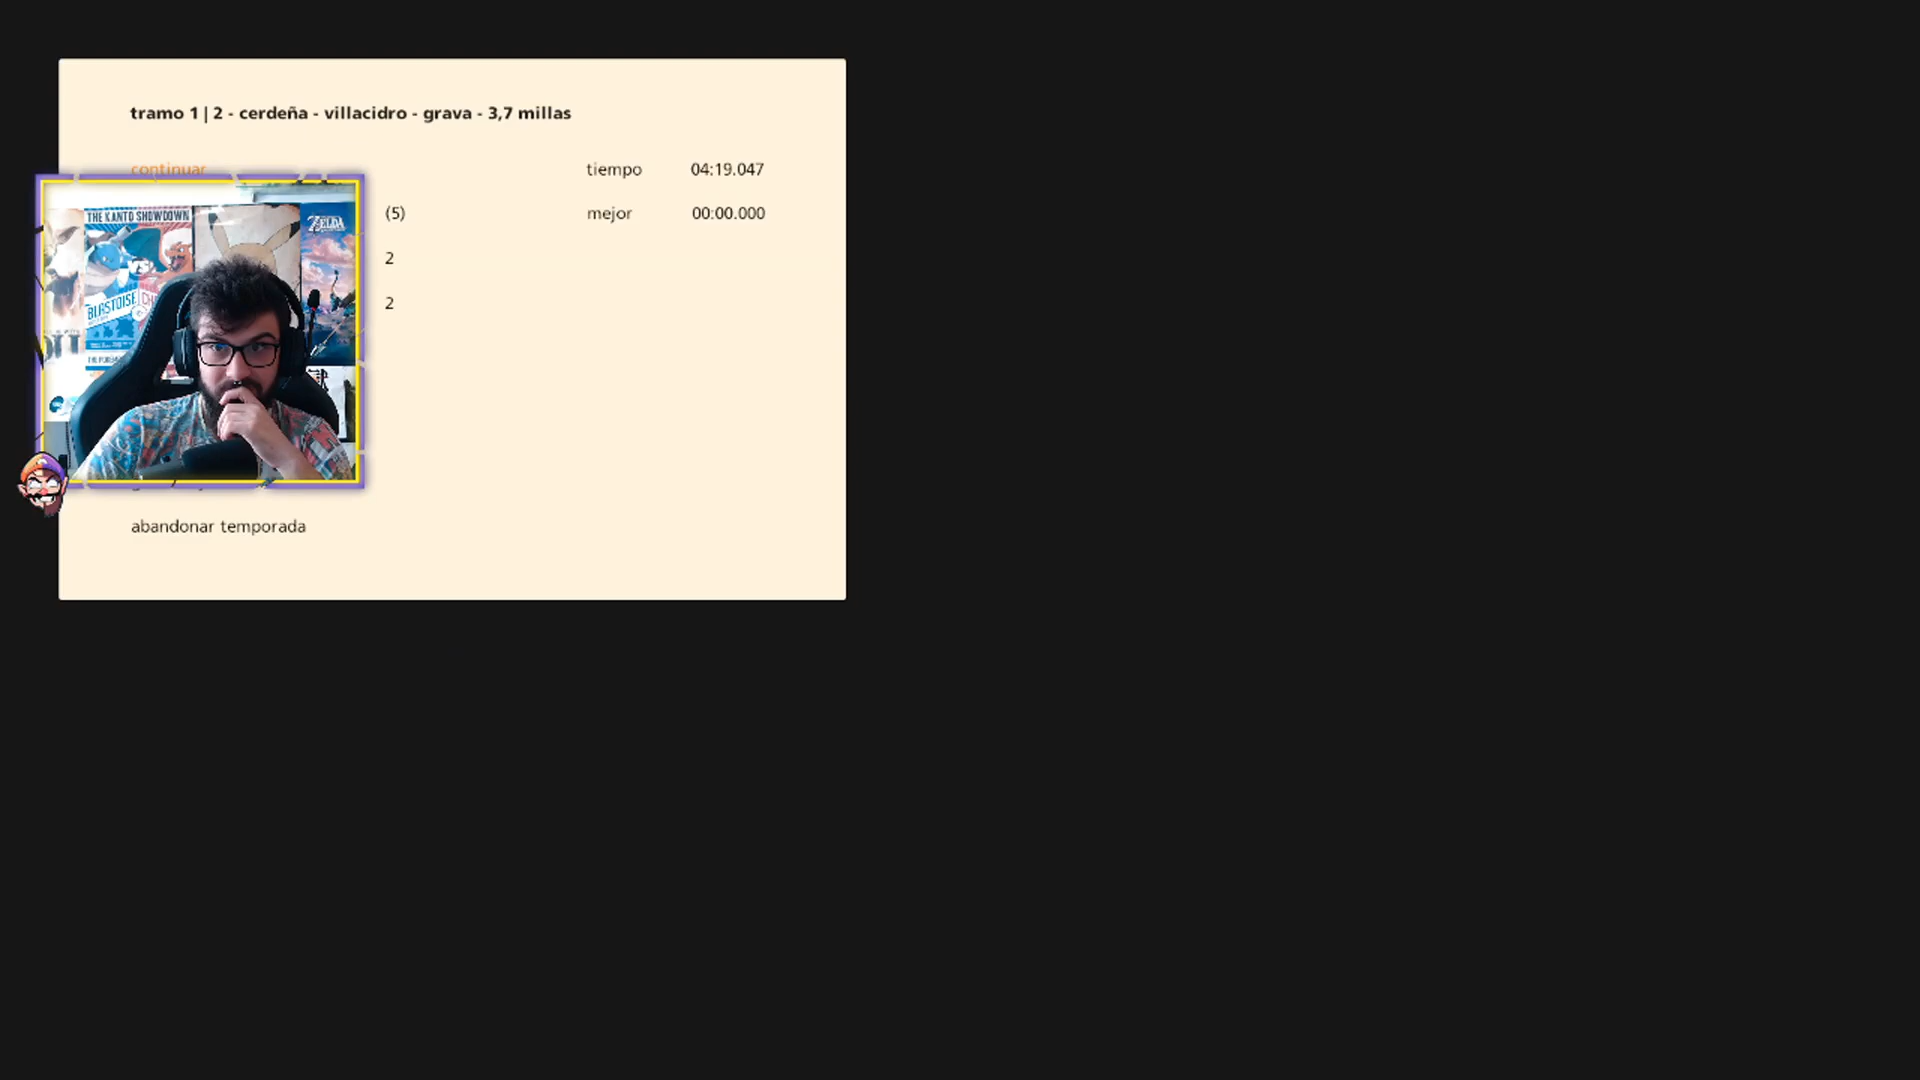 tramo 1 | 2 - cerdeña - villacidro - grava - 3,7 millas
continuar
tiempo 04:19.047
(5)
mejor 00:00.000
2
2
abandonar temporada
THE KANTO SHOWDOWN
VS
BLASTOISE
ZELDA